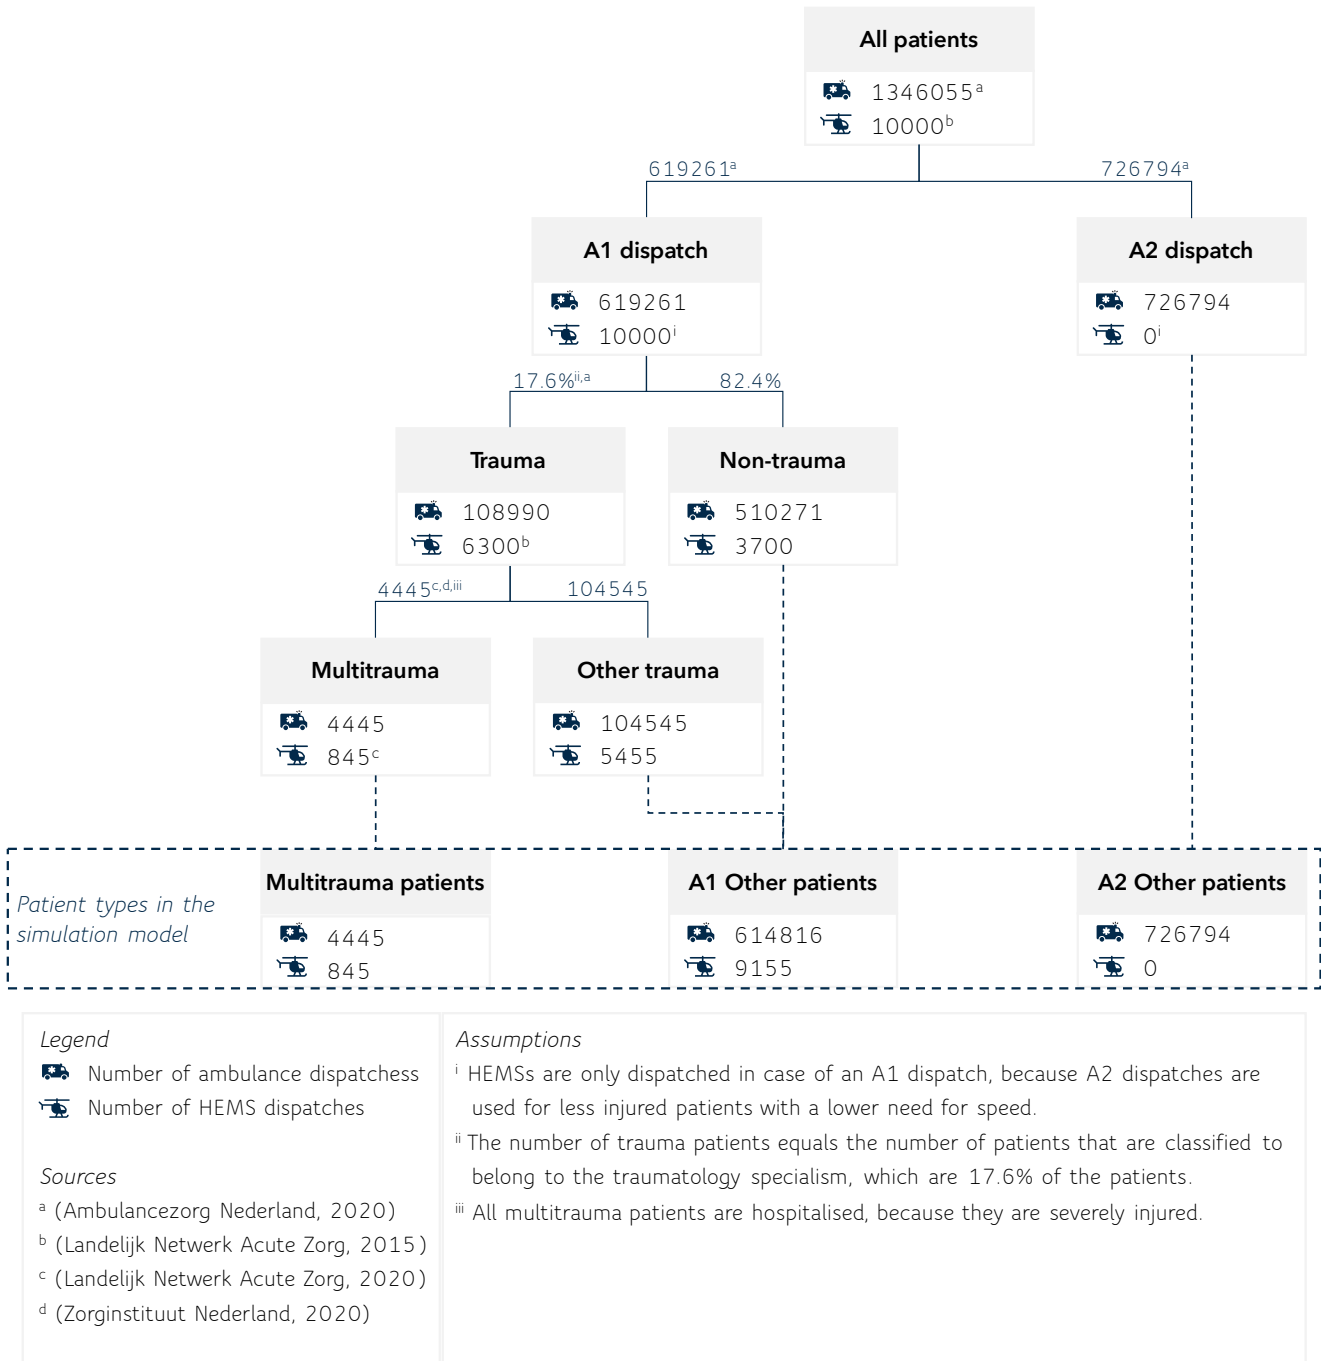 All patients
1346055ᵃ
10000ᵇ
619261ᵃ
726794ᵃ
A1 dispatch
619261
10000ⁱ
A2 dispatch
726794
0ⁱ
17.6%ⁱⁱ,ᵃ
82.4%
Trauma
108990
6300ᵇ
Non-trauma
510271
3700
4445ᶜ,ᵈ,ⁱⁱⁱ
104545
Multitrauma
4445
845ᶜ
Other trauma
104545
5455
Patient types in the
simulation model
Multitrauma patients
4445
845
A1 Other patients
614816
9155
A2 Other patients
726794
0
Legend
Number of ambulance dispatchess
Number of HEMS dispatches
Sources
ᵃ (Ambulancezorg Nederland, 2020)
ᵇ (Landelijk Netwerk Acute Zorg, 2015)
ᶜ (Landelijk Netwerk Acute Zorg, 2020)
ᵈ (Zorginstituut Nederland, 2020)
Assumptions
ⁱ HEMSs are only dispatched in case of an A1 dispatch, because A2 dispatches are
used for less injured patients with a lower need for speed.
ⁱⁱ The number of trauma patients equals the number of patients that are classified to
belong to the traumatology specialism, which are 17.6% of the patients.
ⁱⁱⁱ All multitrauma patients are hospitalised, because they are severely injured.